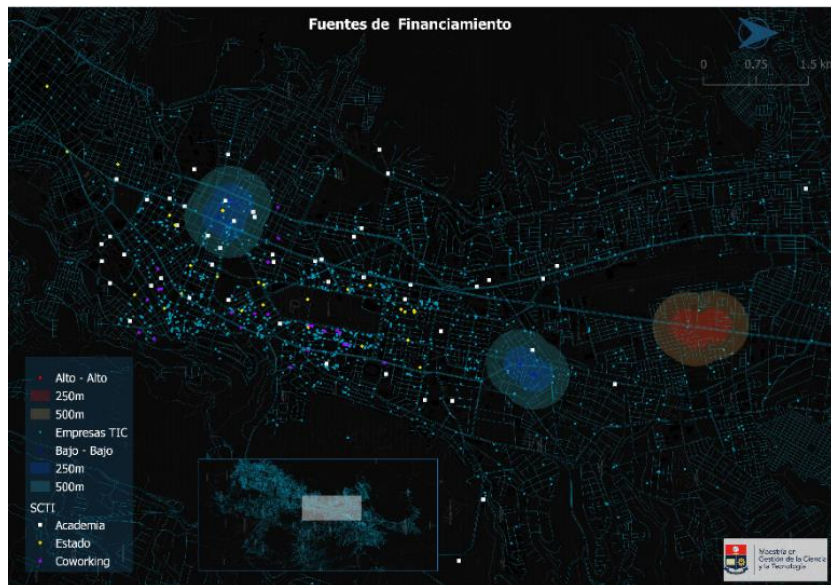 Fuentes de Financiamiento
0 0.75 1.5 km
Alto - Alto
250m
500m
Empresas TIC
Bajo - Bajo
250m
500m
SCTI
Academia
Estado
Coworking
Maestría en
Gestión de la Ciencia
y la Tecnología